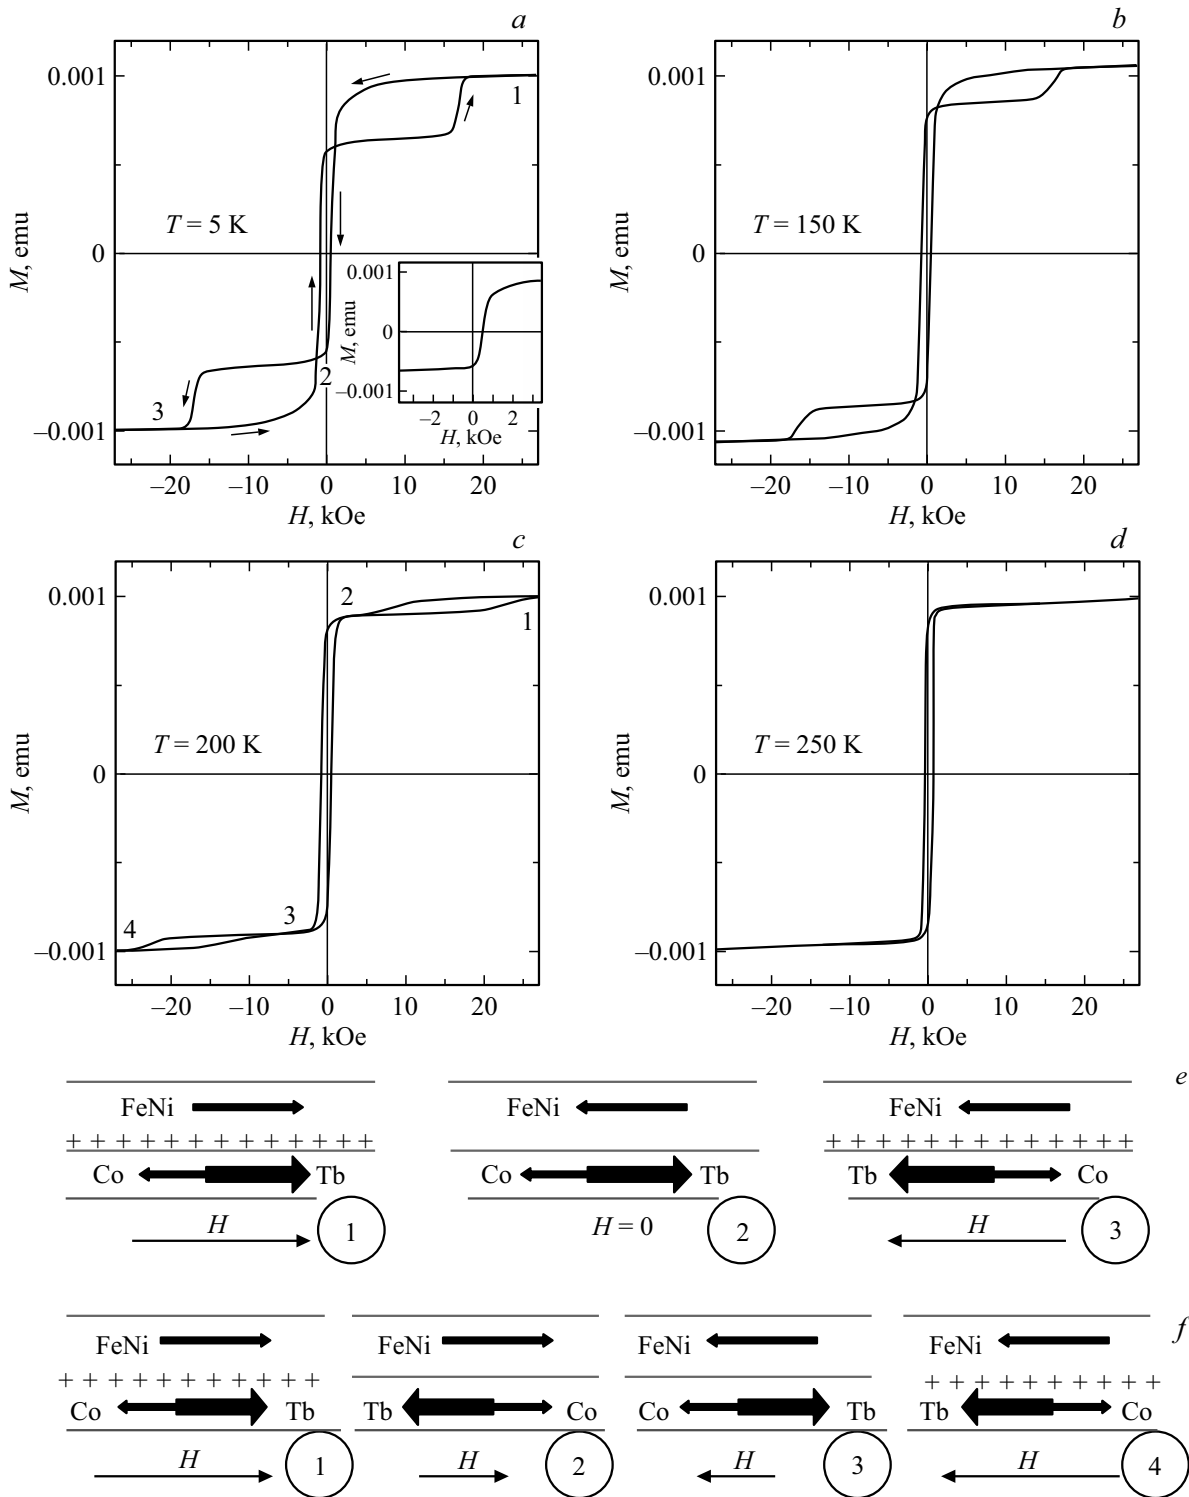 a
0.001
1
T = 5 K
M, emu
0
0.001
M, emu
0
–0.001
–2 0 2
H, kOe
2
3
–0.001
–20 –10 0 10 20
H, kOe
b
0.001
T = 150 K
M, emu
0
–0.001
–20 –10 0 10 20
H, kOe
c
0.001
2
1
T = 200 K
M, emu
0
4
3
–0.001
–20 –10 0 10 20
H, kOe
d
0.001
T = 250 K
M, emu
0
–0.001
–20 –10 0 10 20
H, kOe
e
FeNi
+ + + + + + + + + + + + +
Co Tb
H
1
FeNi
Co Tb
H = 0
2
FeNi
+ + + + + + + + + + + + +
Tb Co
H
3
f
FeNi
+ + + + + + + + + + +
Co Tb
H
1
FeNi
Tb Co
H
2
FeNi
Co Tb
H
3
FeNi
+ + + + + + + + + +
Tb Co
H
4